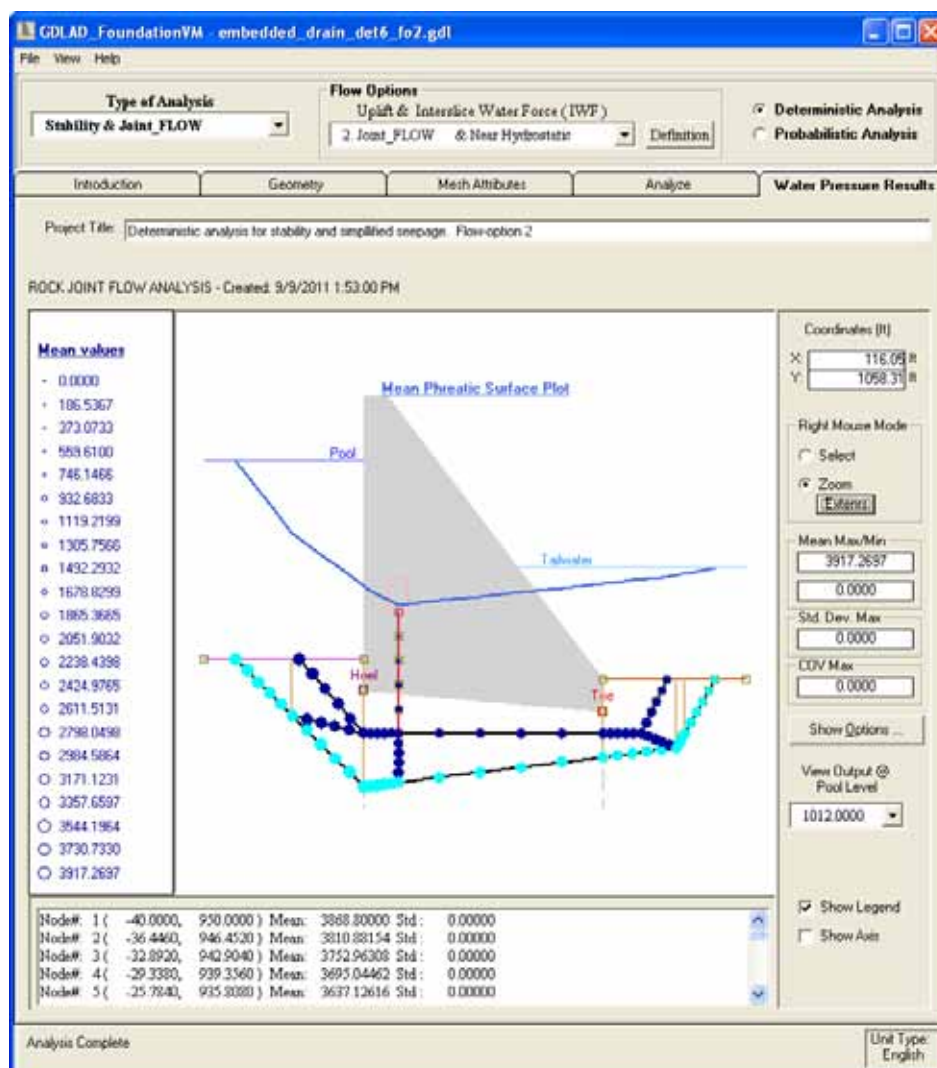 GDLAD_FoundationVM - embedded_drain_det6_fo2.gdl
File View Help
Type of Analysis
Stability & Joint_FLOW
Flow Options
Uplift & Interslice Water Force (IWF)
2. Joint_FLOW & Near Hydrostatic
Definition
Deterministic Analysis
Probabilistic Analysis
Introduction
Geometry
Mesh Attributes
Analyze
Water Pressure Results
Project Title:
Deterministic analysis for stability and simplified seepage. Flow-option 2
ROCK JOINT FLOW ANALYSIS - Created: 9/9/2011 1:53:00 PM
Mean values
0.0000
186.5367
373.0733
559.6100
746.1466
932.6833
1119.2199
1305.7566
1492.2932
1678.8299
1865.3665
2051.9032
2238.4398
2424.9765
2611.5131
2798.0498
2984.5864
3171.1231
3357.6597
3544.1964
3730.7330
3917.2697
Mean Phreatic Surface Plot
Pool
Tailwater
Heel
Toe
Coordinates (ft)
X: 116.05 ft
Y: 1058.31 ft
Right Mouse Mode
Select
Zoom
Extents
Mean Max/Min
3917.2697
0.0000
Std. Dev. Max
0.0000
COV Max
0.0000
Show Options ...
View Output @
Pool Level
1012.0000
Show Legend
Show Axis
Node#: 1 ( -40.0000, 950.0000 ) Mean: 3868.80000 Std : 0.00000
Node#: 2 ( -36.4460, 946.4520 ) Mean: 3810.88154 Std : 0.00000
Node#: 3 ( -32.8920, 942.9040 ) Mean: 3752.96308 Std : 0.00000
Node#: 4 ( -29.3380, 939.3560 ) Mean: 3695.04462 Std : 0.00000
Node#: 5 ( -25.7840, 935.8080 ) Mean: 3637.12616 Std : 0.00000
Analysis Complete
Unit Type:
English